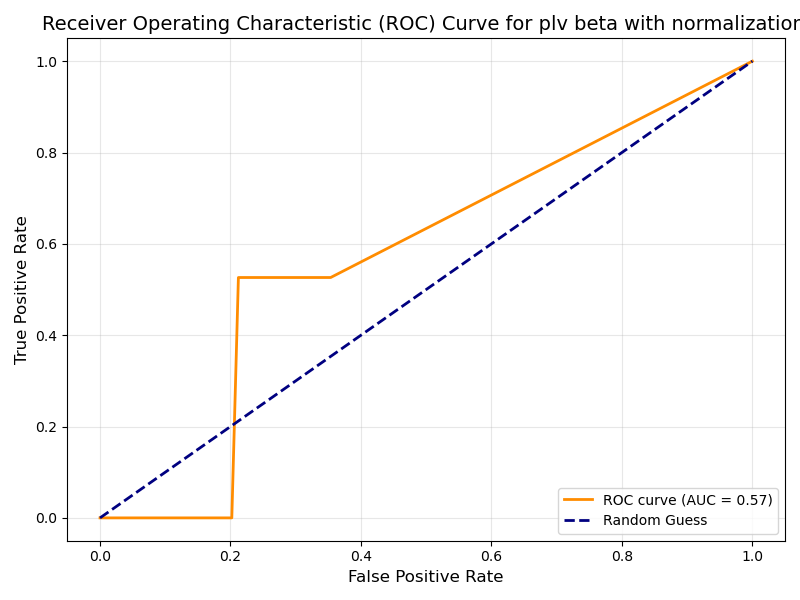 Receiver Operating Characteristic (ROC) Curve for plv beta with normalization
1.0
0.8
0.6
0.4
0.2
0.0
True Positive Rate
0.0 0.2 0.4 0.6 0.8 1.0
False Positive Rate
ROC curve (AUC = 0.57)
Random Guess